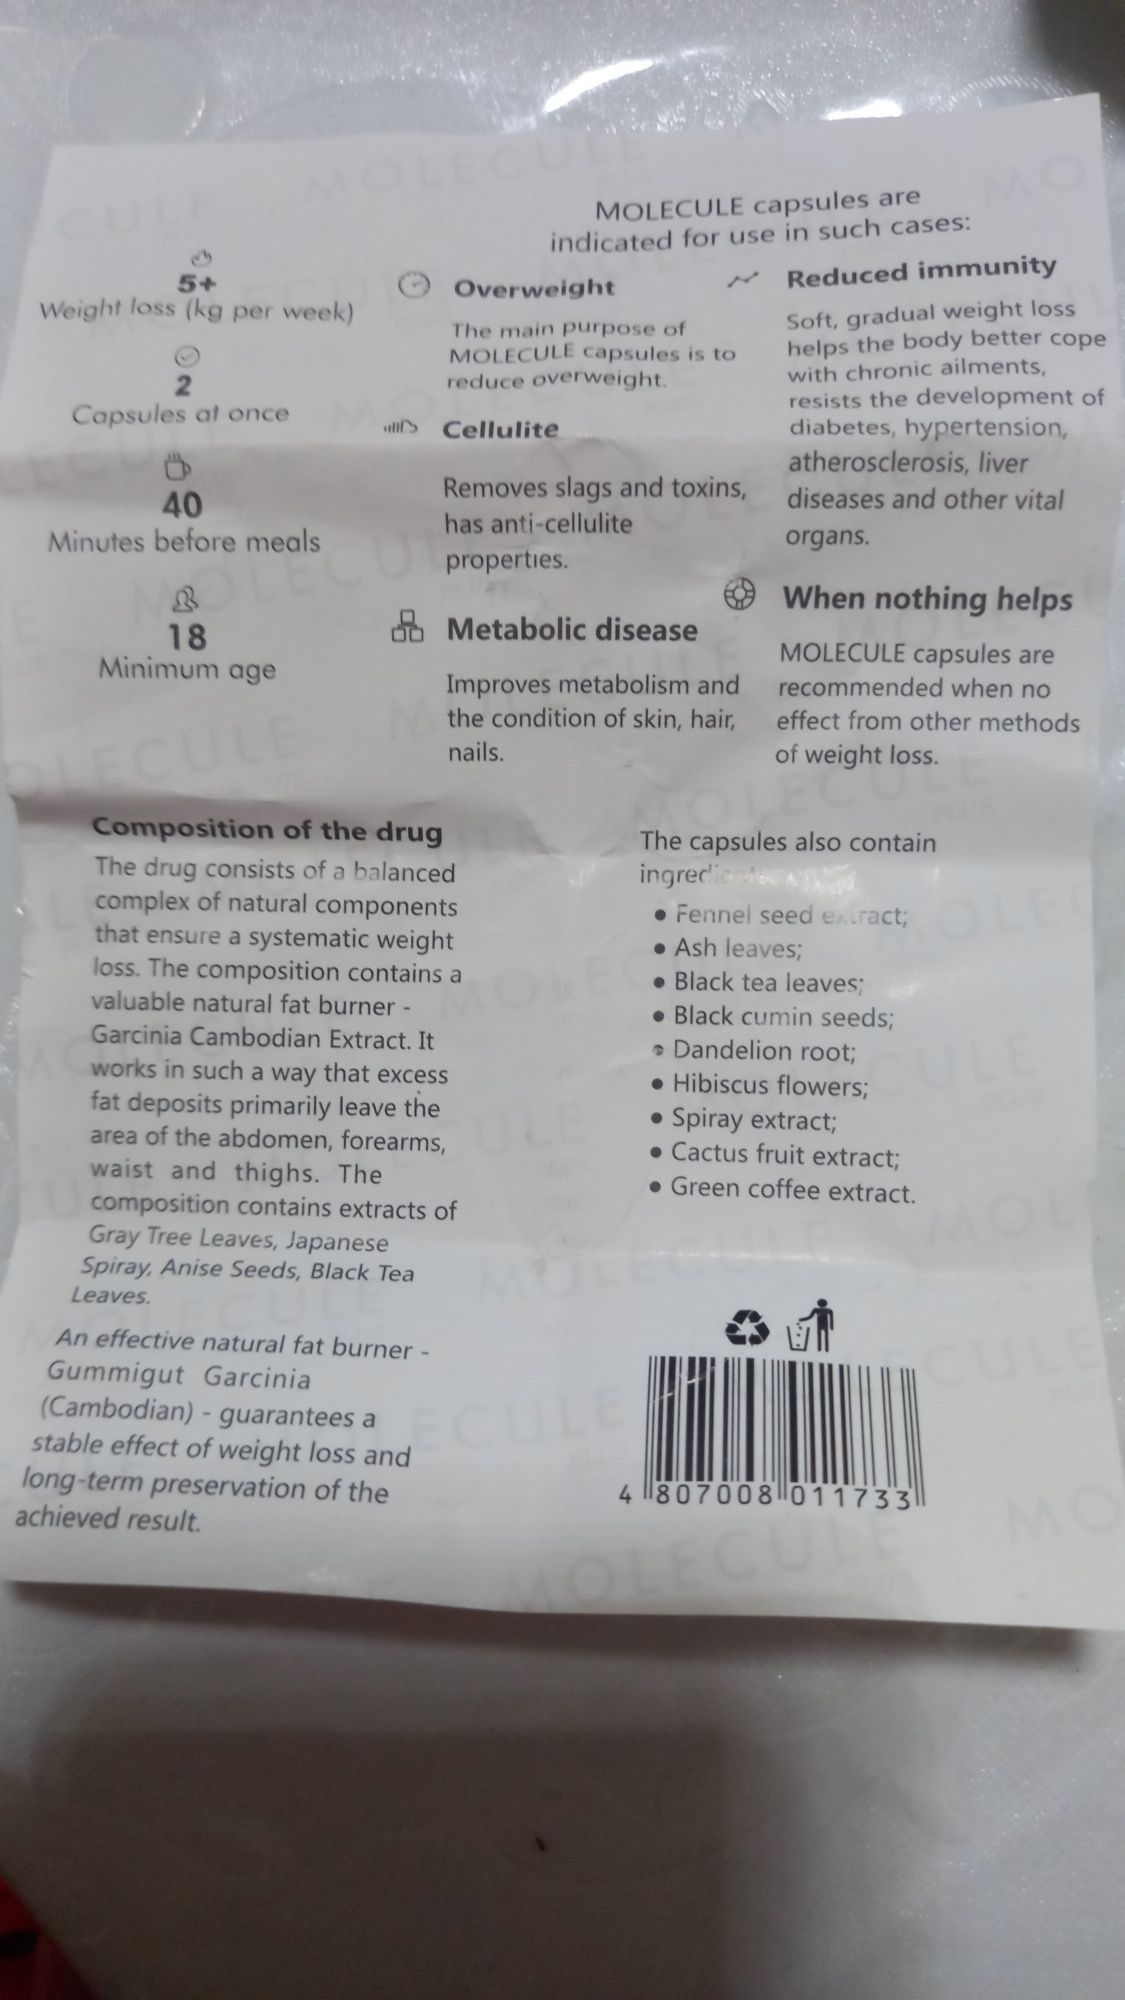 MOLECULE capsules are
indicated for use in such cases:
5+
Weight loss (kg per week)
2
Capsules at once
40
Minutes before meals
18
Minimum age
Overweight
The main purpose of
MOLECULE capsules is to
reduce overweight.
Cellulite
Removes slags and toxins,
has anti-cellulite
properties.
Metabolic disease
Improves metabolism and
the condition of skin, hair,
nails.
Reduced immunity
Soft, gradual weight loss
helps the body better cope
with chronic ailments,
resists the development of
diabetes, hypertension,
atherosclerosis, liver
diseases and other vital
organs.
When nothing helps
MOLECULE capsules are
recommended when no
effect from other methods
of weight loss.
Composition of the drug
The drug consists of a balanced
complex of natural components
that ensure a systematic weight
loss. The composition contains a
valuable natural fat burner -
Garcinia Cambodian Extract. It
works in such a way that excess
fat deposits primarily leave the
area of the abdomen, forearms,
waist and thighs. The
composition contains extracts of
Gray Tree Leaves, Japanese
Spiray, Anise Seeds, Black Tea
Leaves.
An effective natural fat burner -
Gummigut Garcinia
(Cambodian) - guarantees a
stable effect of weight loss and
long-term preservation of the
achieved result.
The capsules also contain
• Fennel seed extract;
• Ash leaves;
• Black tea leaves;
• Black cumin seeds;
• Dandelion root;
• Hibiscus flowers;
• Spiray extract;
• Cactus fruit extract;
• Green coffee extract.
4 807008 011733